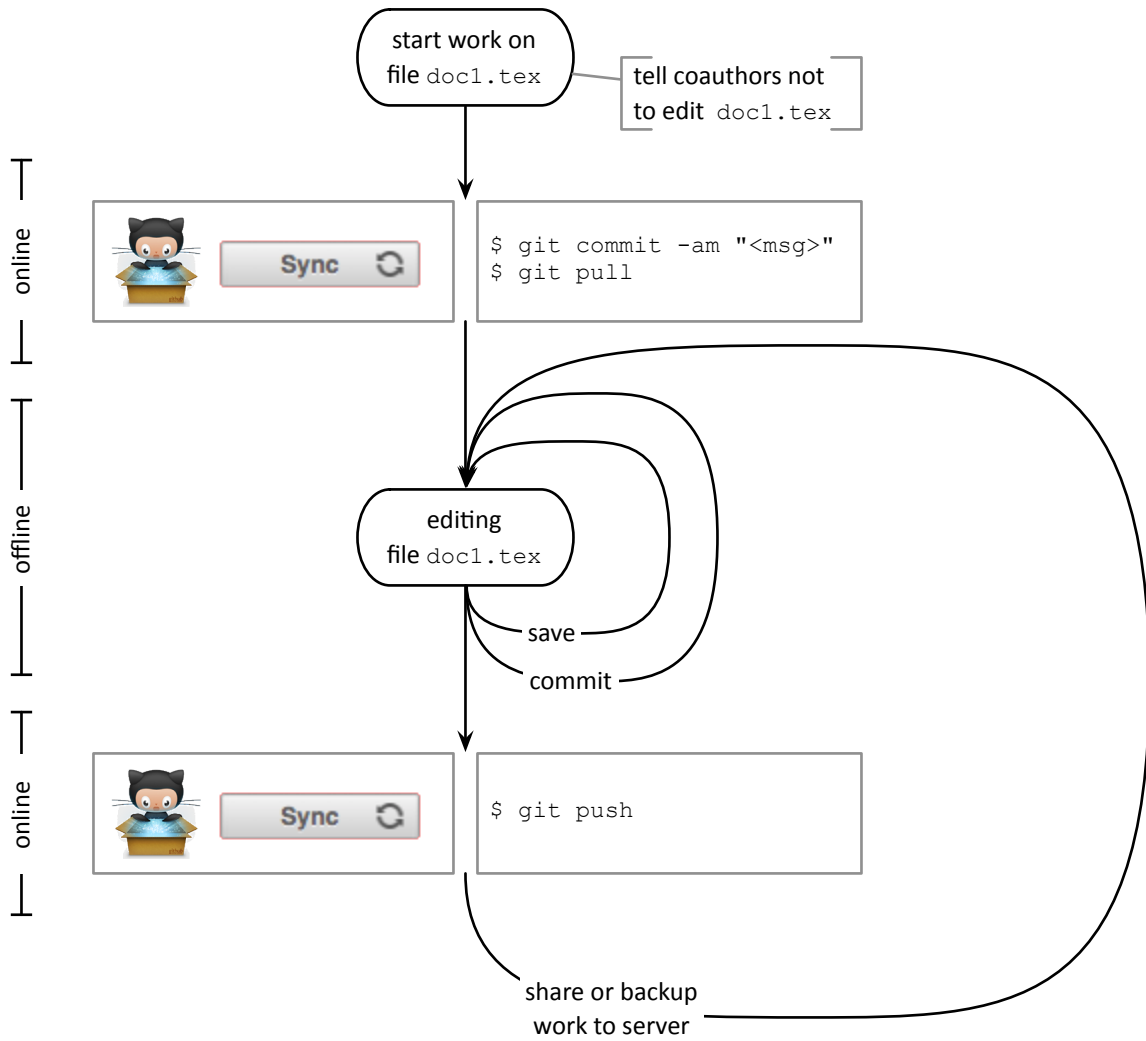 start work on
file doc1.tex
tell coauthors not
to edit doc1.tex
online
Sync
$ git commit -am "<msg>"
$ git pull
offline
editing
file doc1.tex
save
commit
online
Sync
$ git push
share or backup
work to server